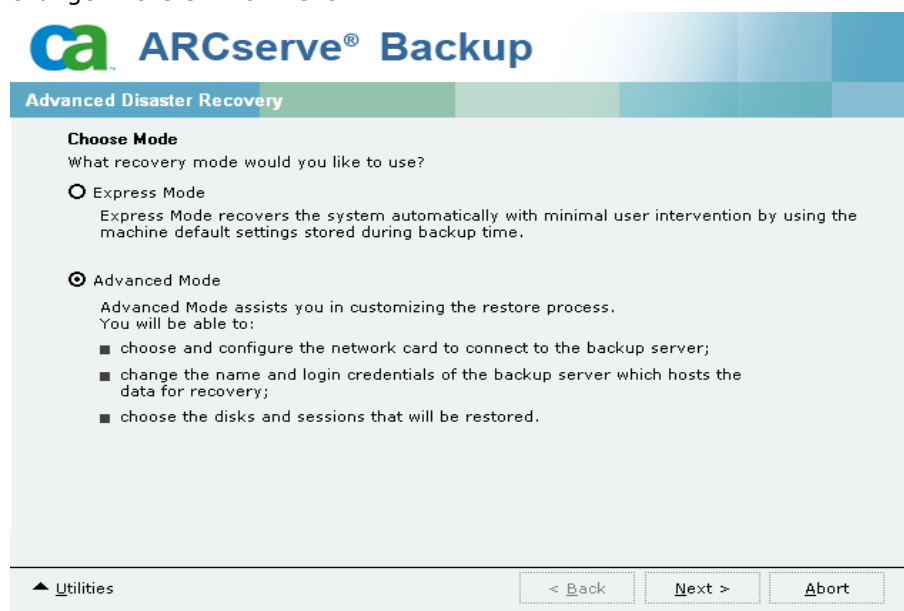 ca ARCserve® Backup
Advanced Disaster Recovery
Choose Mode
What recovery mode would you like to use?
Express Mode
Express Mode recovers the system automatically with minimal user intervention by using the
machine default settings stored during backup time.
Advanced Mode
Advanced Mode assists you in customizing the restore process.
You will be able to:
choose and configure the network card to connect to the backup server;
change the name and login credentials of the backup server which hosts the
data for recovery;
choose the disks and sessions that will be restored.
Utilities
< Back
Next >
Abort